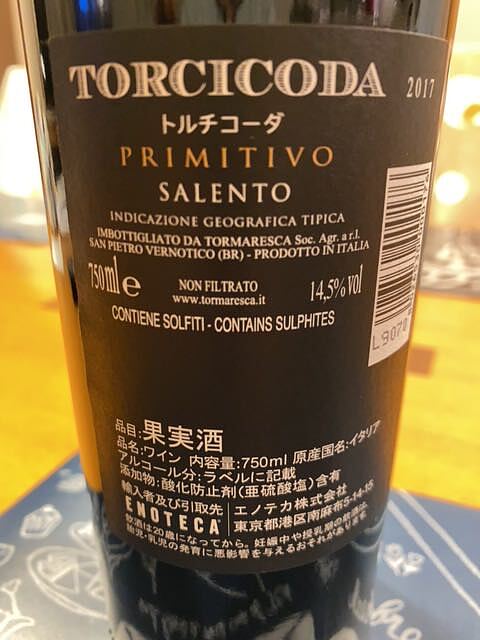 TORCICODA 2017
トルチコーダ
PRIMITIVO
SALENTO
INDICAZIONE GEOGRAFICA TIPICA
IMBOTTIGLIATO DA TORMARESCA Soc. Agr. a r.l.
SAN PIETRO VERNOTICO (BR) - PRODOTTO IN ITALIA
750ml e NON FILTRATO 14,5% vol
www.tormaresca.it
CONTIENE SOLFITI - CONTAINS SULPHITES
L9070
品目:果実酒
品名:ワイン 内容量:750ml 原産国名:イタリア
アルコール分:ラベルに記載
添加物:酸化防止剤(亜硫酸塩)含有
輸入者及び引取先
ENOTECA エノテカ株式会社
東京都港区南麻布5-14-15
飲酒は20歳になってから。妊娠中や授乳期の飲酒は、
胎児・乳児の発育に悪影響を与えるおそれがあります。